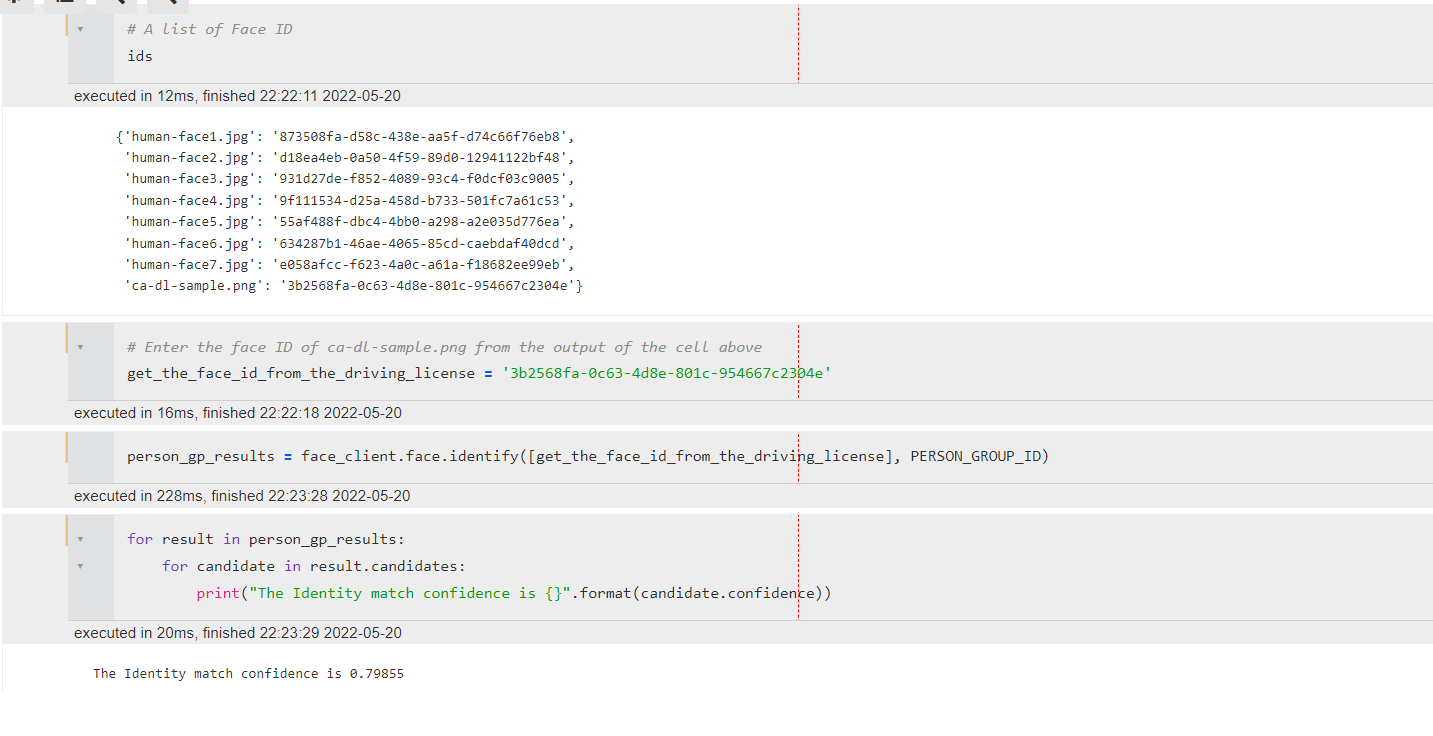 # A list of Face ID
ids
executed in 12ms, finished 22:22:11 2022-05-20
{'human-face1.jpg': '873508fa-d58c-438e-aa5f-d74c66f76eb8',
'human-face2.jpg': 'd18ea4eb-0a50-4f59-89d0-12941122bf48',
'human-face3.jpg': '931d27de-f852-4089-93c4-f0dcf03c9005',
'human-face4.jpg': '9f111534-d25a-458d-b733-501fc7a61c53',
'human-face5.jpg': '55af488f-dbc4-4bb0-a298-a2e035d776ea',
'human-face6.jpg': '634287b1-46ae-4065-85cd-caebdaf40dcd',
'human-face7.jpg': 'e058afcc-f623-4a0c-a61a-f18682ee99eb',
'ca-dl-sample.png': '3b2568fa-0c63-4d8e-801c-954667c2304e'}
# Enter the face ID of ca-dl-sample.png from the output of the cell above
get_the_face_id_from_the_driving_license = '3b2568fa-0c63-4d8e-801c-954667c2304e'
executed in 16ms, finished 22:22:18 2022-05-20
person_gp_results = face_client.face.identify([get_the_face_id_from_the_driving_license], PERSON_GROUP_ID)
executed in 228ms, finished 22:23:28 2022-05-20
for result in person_gp_results:
for candidate in result.candidates:
print("The Identity match confidence is {}".format(candidate.confidence))
executed in 20ms, finished 22:23:29 2022-05-20
The Identity match confidence is 0.79855